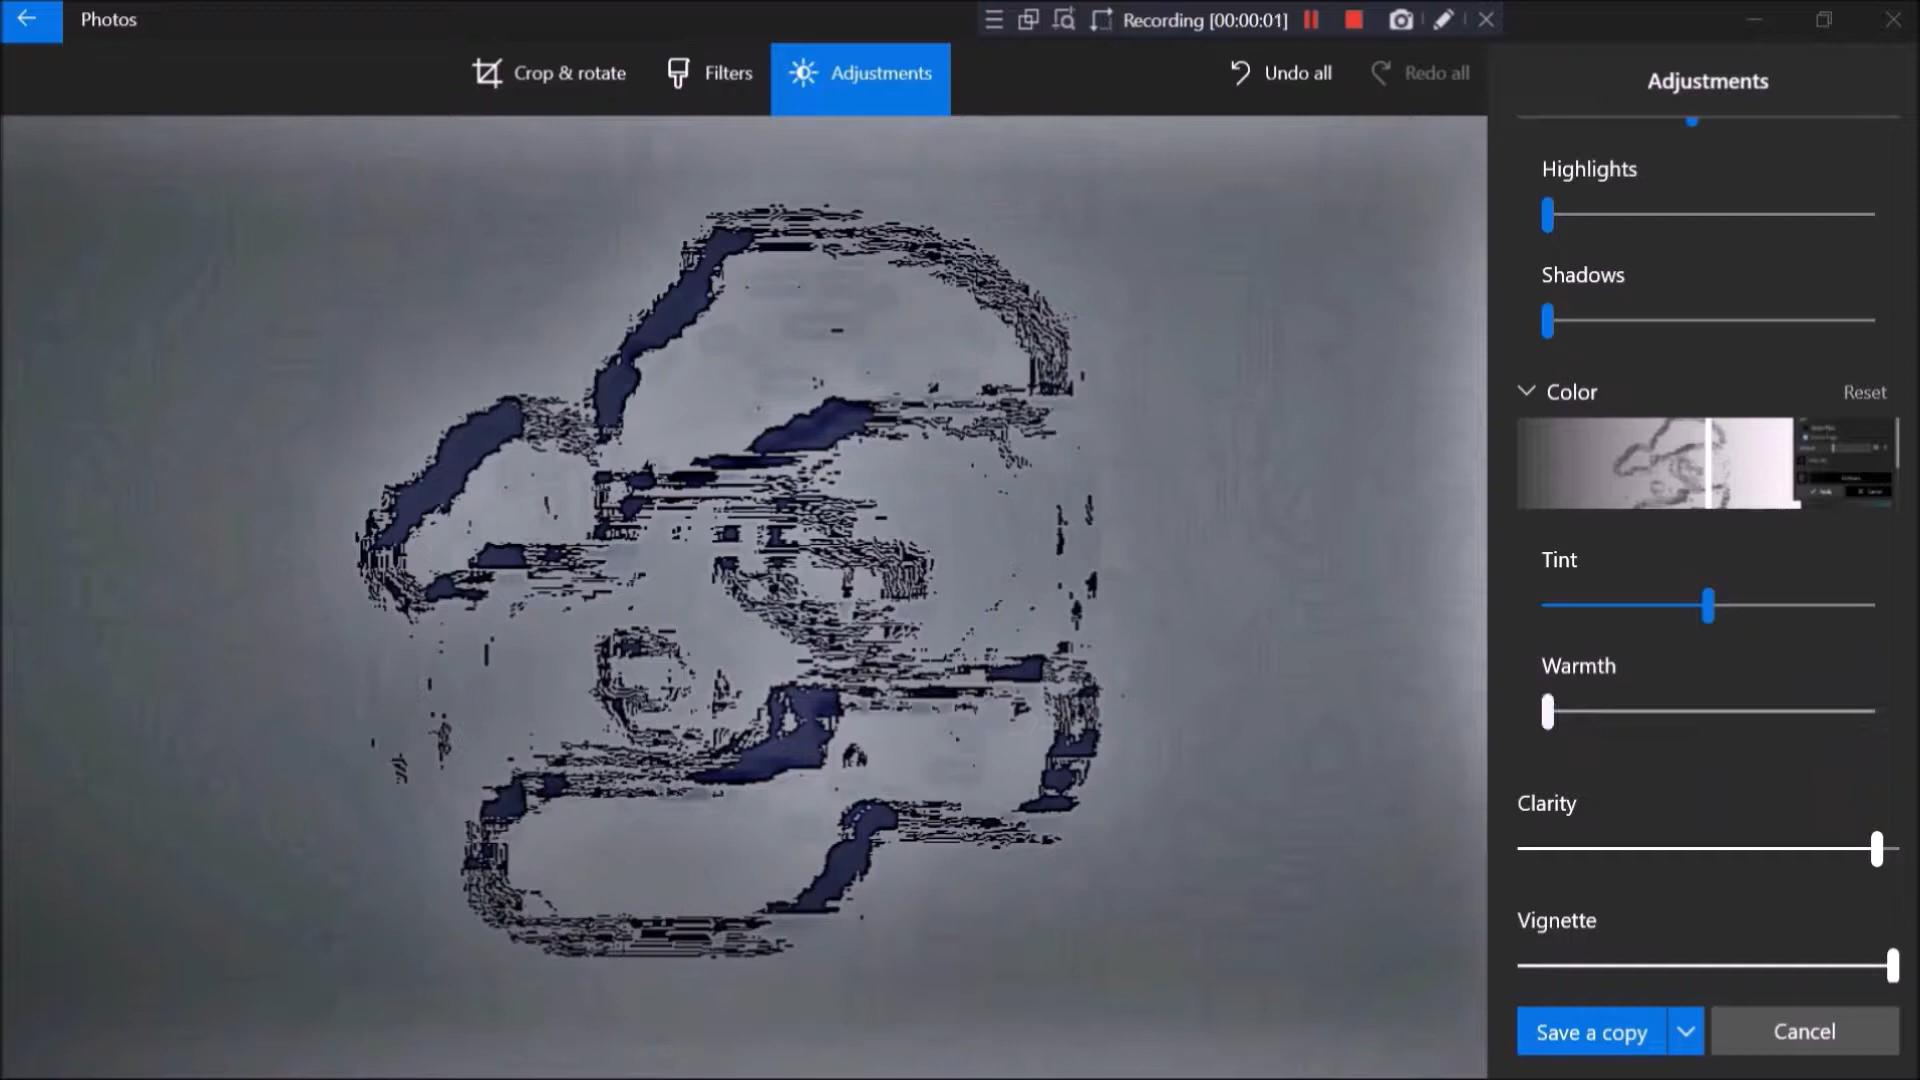 Photos
Recording [00:00:01]
Crop & rotate
Filters
Adjustments
Undo all
Redo all
Adjustments
Highlights
Shadows
Color
Reset
Tint
Warmth
Clarity
Vignette
Save a copy
Cancel